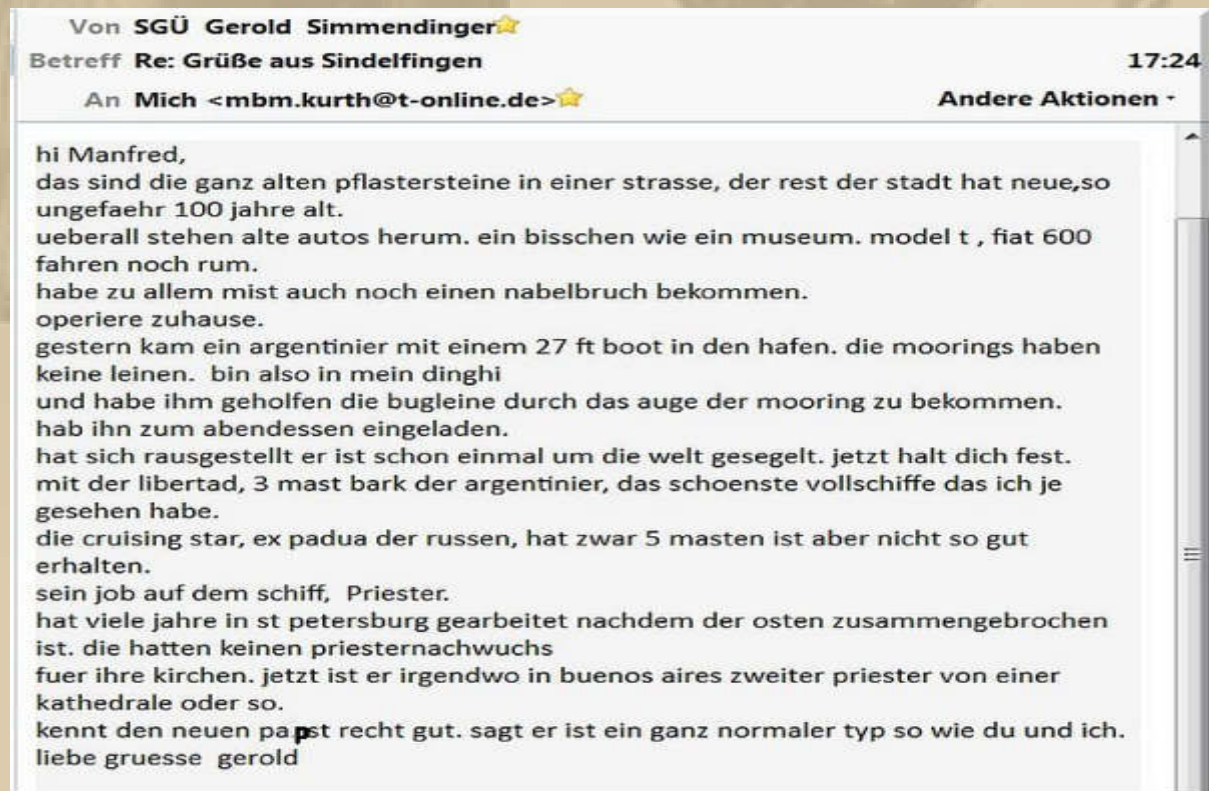 Von SGÜ Gerold Simmendinger
Betreff Re: Grüße aus Sindelfingen 17:24
An Mich <mbm.kurth@t-online.de> Andere Aktionen
hi Manfred,
das sind die ganz alten pflastersteine in einer strasse, der rest der stadt hat neue,so
ungefaehr 100 jahre alt.
ueberall stehen alte autos herum. ein bisschen wie ein museum. model t , fiat 600
fahren noch rum.
habe zu allem mist auch noch einen nabelbruch bekommen.
operiere zuhause.
gestern kam ein argentinier mit einem 27 ft boot in den hafen. die moorings haben
keine leinen. bin also in mein dinghi
und habe ihm geholfen die bugleine durch das auge der mooring zu bekommen.
hab ihn zum abendessen eingeladen.
hat sich rausgestellt er ist schon einmal um die welt gesegelt. jetzt halt dich fest.
mit der libertad, 3 mast bark der argentinier, das schoenste vollschiffe das ich je
gesehen habe.
die cruising star, ex padua der russen, hat zwar 5 masten ist aber nicht so gut
erhalten.
sein job auf dem schiff, Priester.
hat viele jahre in st petersburg gearbeitet nachdem der osten zusammengebrochen
ist. die hatten keinen priesternachwuchs
fuer ihre kirchen. jetzt ist er irgendwo in buenos aires zweiter priester von einer
kathedrale oder so.
kennt den neuen papst recht gut. sagt er ist ein ganz normaler typ so wie du und ich.
liebe gruesse gerold